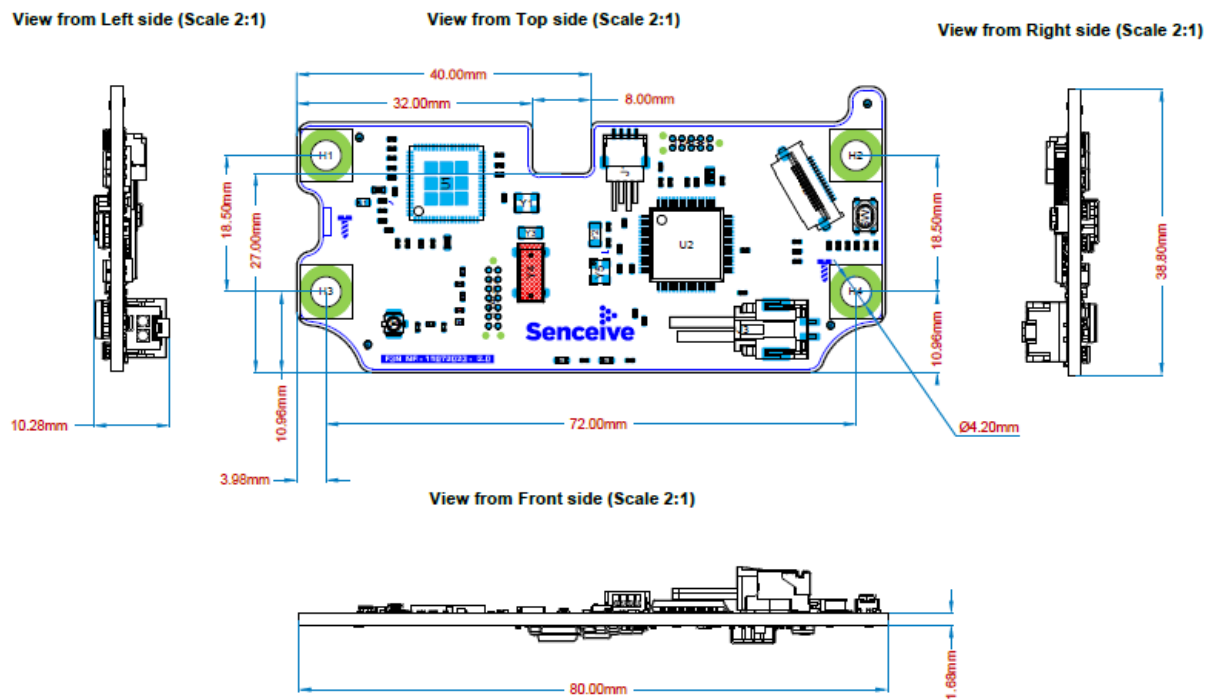 View from Left side (Scale 2:1)
View from Top side (Scale 2:1)
View from Right side (Scale 2:1)
40.00mm
32.00mm
8.00mm
H1
H2
18.50mm
27.00mm
18.50mm
38.80mm
Y1
Y3
U2
SW
H3
H4
10.96mm
10.96mm
Senceive
10.28mm
72.00mm
Ø4.20mm
3.98mm
View from Front side (Scale 2:1)
1.68mm
80.00mm